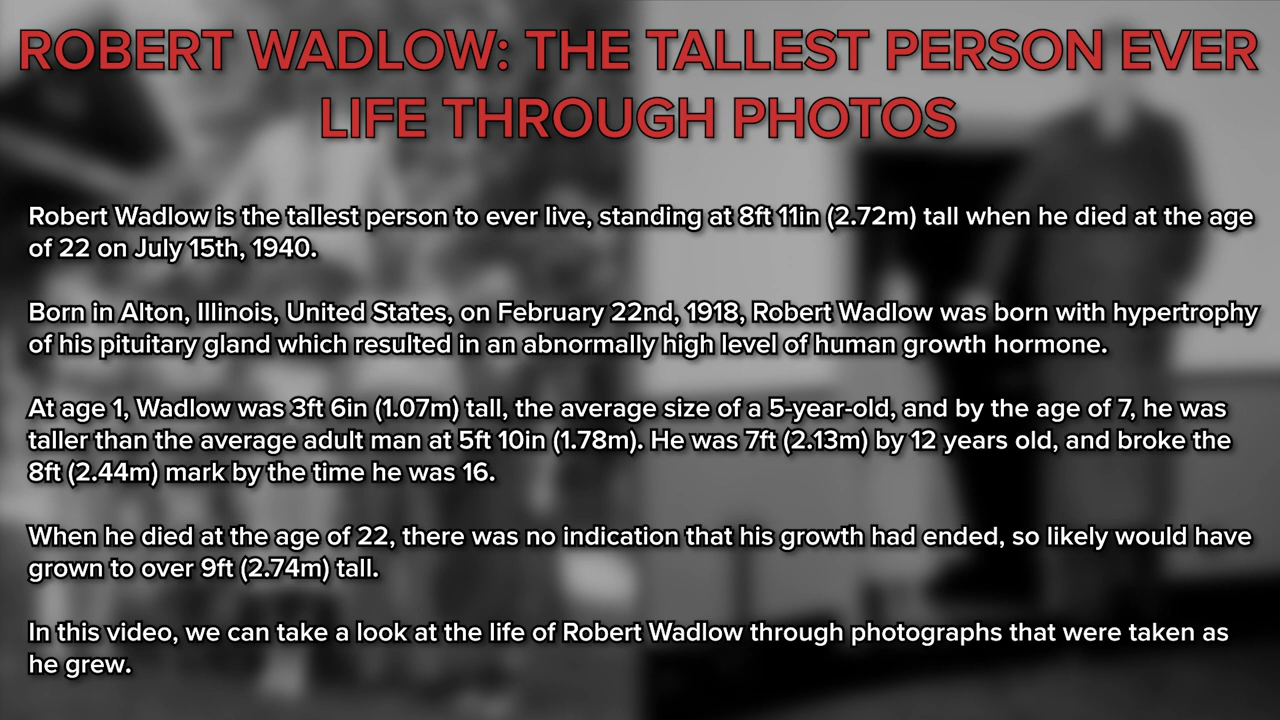 ROBERT WADLOW: THE TALLEST PERSON EVER
LIFE THROUGH PHOTOS
Robert Wadlow is the tallest person to ever live, standing at 8ft 11in (2.72m) tall when he died at the age
of 22 on July 15th, 1940.
Born in Alton, Illinois, United States, on February 22nd, 1918, Robert Wadlow was born with hypertrophy
of his pituitary gland which resulted in an abnormally high level of human growth hormone.
At age 1, Wadlow was 3ft 6in (1.07m) tall, the average size of a 5-year-old, and by the age of 7, he was
taller than the average adult man at 5ft 10in (1.78m). He was 7ft (2.13m) by 12 years old, and broke the
8ft (2.44m) mark by the time he was 16.
When he died at the age of 22, there was no indication that his growth had ended, so likely would have
grown to over 9ft (2.74m) tall.
In this video, we can take a look at the life of Robert Wadlow through photographs that were taken as
he grew.